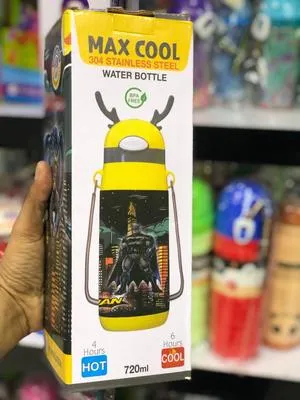 MAX COOL
304 STAINLESS STEEL
WATER BOTTLE
BPA
FREE
4
Hours
HOT
720ml
6
Hours
COOL